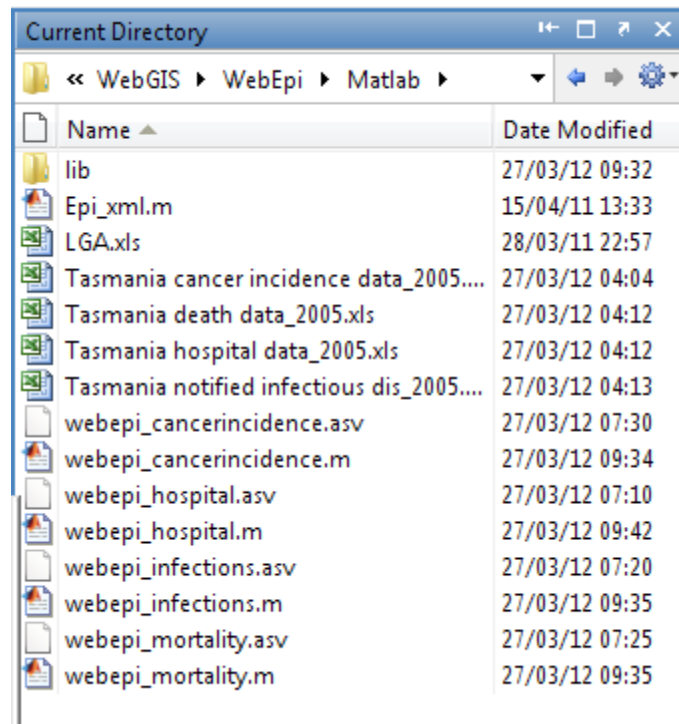 Current Directory
« WebGIS ▸ WebEpi ▸ Matlab ▸
Name Date Modified
lib 27/03/12 09:32
Epi_xml.m 15/04/11 13:33
LGA.xls 28/03/11 22:57
Tasmania cancer incidence data_2005.... 27/03/12 04:04
Tasmania death data_2005.xls 27/03/12 04:12
Tasmania hospital data_2005.xls 27/03/12 04:12
Tasmania notified infectious dis_2005.... 27/03/12 04:13
webepi_cancerincidence.asv 27/03/12 07:30
webepi_cancerincidence.m 27/03/12 09:34
webepi_hospital.asv 27/03/12 07:10
webepi_hospital.m 27/03/12 09:42
webepi_infections.asv 27/03/12 07:20
webepi_infections.m 27/03/12 09:35
webepi_mortality.asv 27/03/12 07:25
webepi_mortality.m 27/03/12 09:35